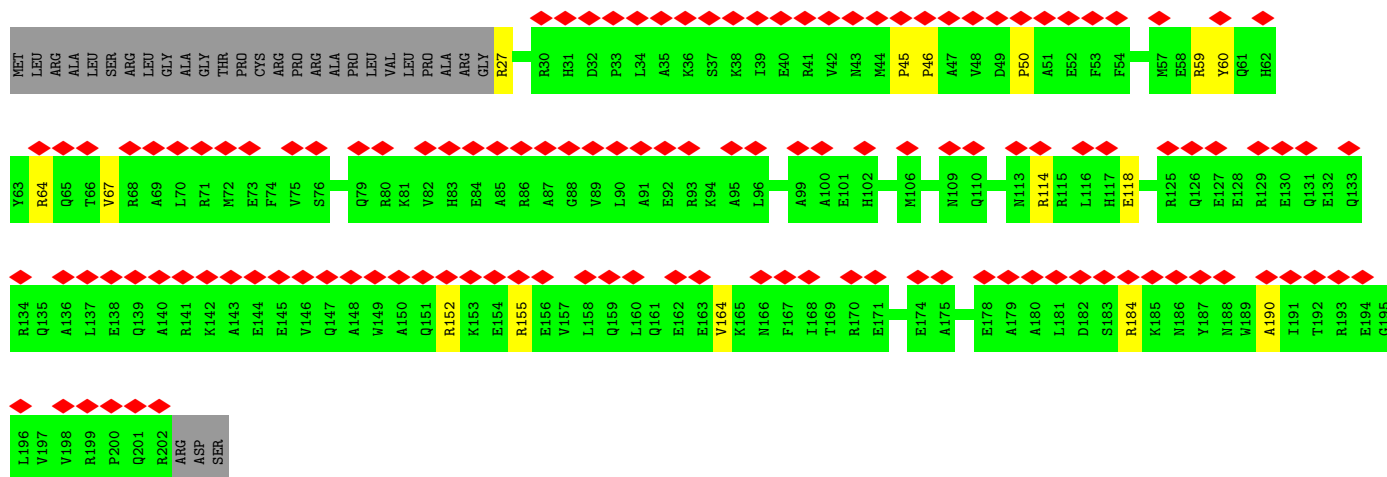 MET LEU ARG ALA LEU SER ARG LEU GLY ALA GLY THR PRO CYS ARG PRO ARG ALA PRO LEU VAL LEU PRO ALA ARG GLY R27 R30 H31 D32 P33 L34 A35 K36 S37 K38 I39 E40 R41 V42 N43 M44 P45 P46 A47 V48 D49 P50 A51 E52 F53 F54 M57 E58 R59 Y60 Q61 H62
Y63 R64 Q65 T66 V67 R68 A69 L70 R71 M72 E73 F74 V75 S76 Q79 R80 K81 V82 H83 E84 A85 R86 A87 G88 V89 L90 A91 E92 R93 K94 A95 L96 A99 A100 E101 H102 M106 N109 Q110 N113 R114 R115 L116 H117 E118 R125 Q126 E127 E128 R129 E130 Q131 E132 Q133
R134 Q135 A136 L137 E138 Q139 A140 R141 K142 A143 E144 E145 V146 Q147 A148 W149 A150 Q151 R152 K153 E154 R155 E156 V157 L158 Q159 L160 Q161 E162 E163 V164 K165 N166 F167 I168 T169 R170 E171 E174 A175 E178 A179 A180 L181 D182 S183 R184 K185 N186 Y187 N188 W189 A190 I191 T192 R193 E194 G195
L196 V197 V198 R199 P200 Q201 R202 ARG ASP SER